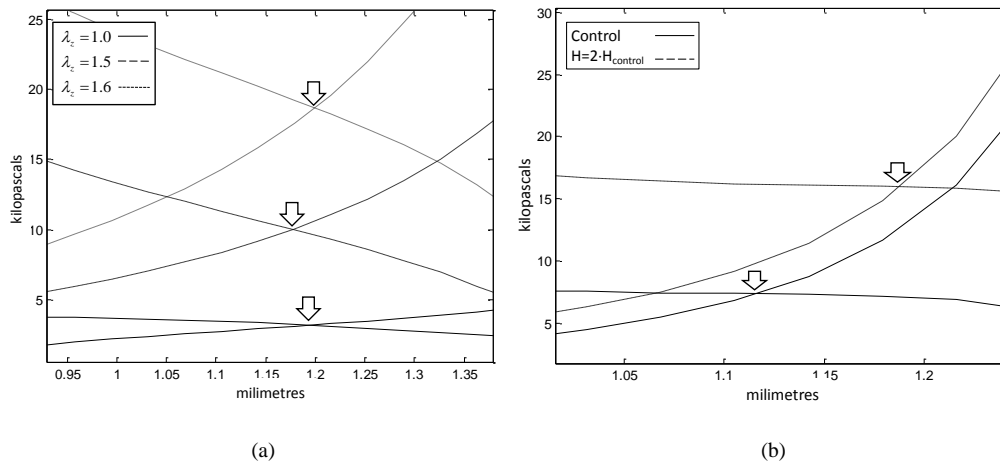 25
20
15
10
5
kilopascals
λz =1.0
λz =1.5
λz =1.6
0.95 1 1.05 1.1 1.15 1.2 1.25 1.3 1.35
milimetres
(a)
30
25
20
15
10
5
kilopascals
Control
H=2·Hcontrol
1.05 1.1 1.15 1.2
milimetres
(b)